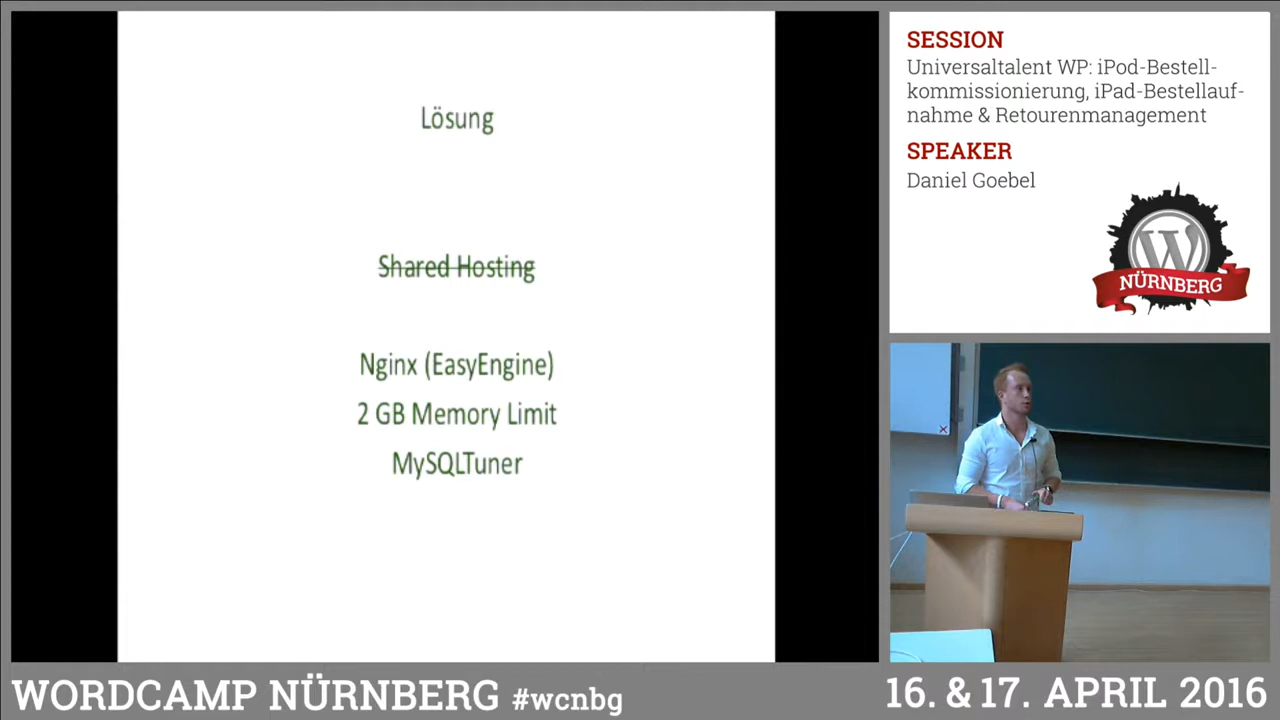 Lösung
Shared Hosting
Nginx (EasyEngine)
2 GB Memory Limit
MySQLTuner
SESSION
Universaltalent WP: iPod-Bestell-
kommissionierung, iPad-Bestellauf-
nahme & Retourenmanagement
SPEAKER
Daniel Goebel
W
NÜRNBERG
WORDCAMP NÜRNBERG #wcnbg
16. & 17. APRIL 2016